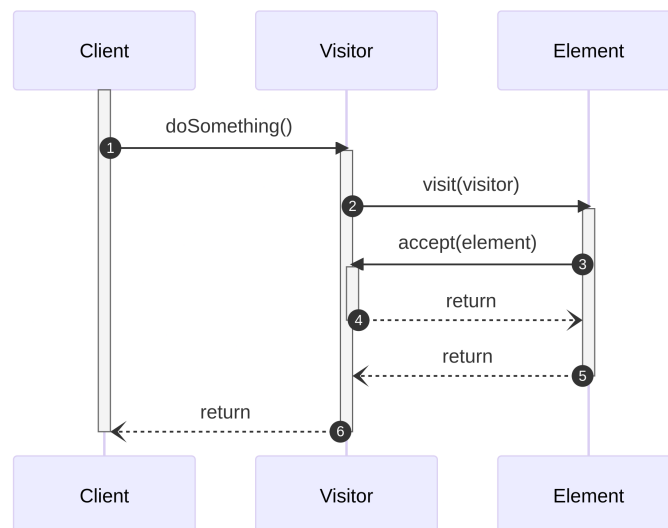 Client
Visitor
Element
doSomething()
1
visit(visitor)
2
accept(element)
3
return
4
return
5
return
6
Client
Visitor
Element